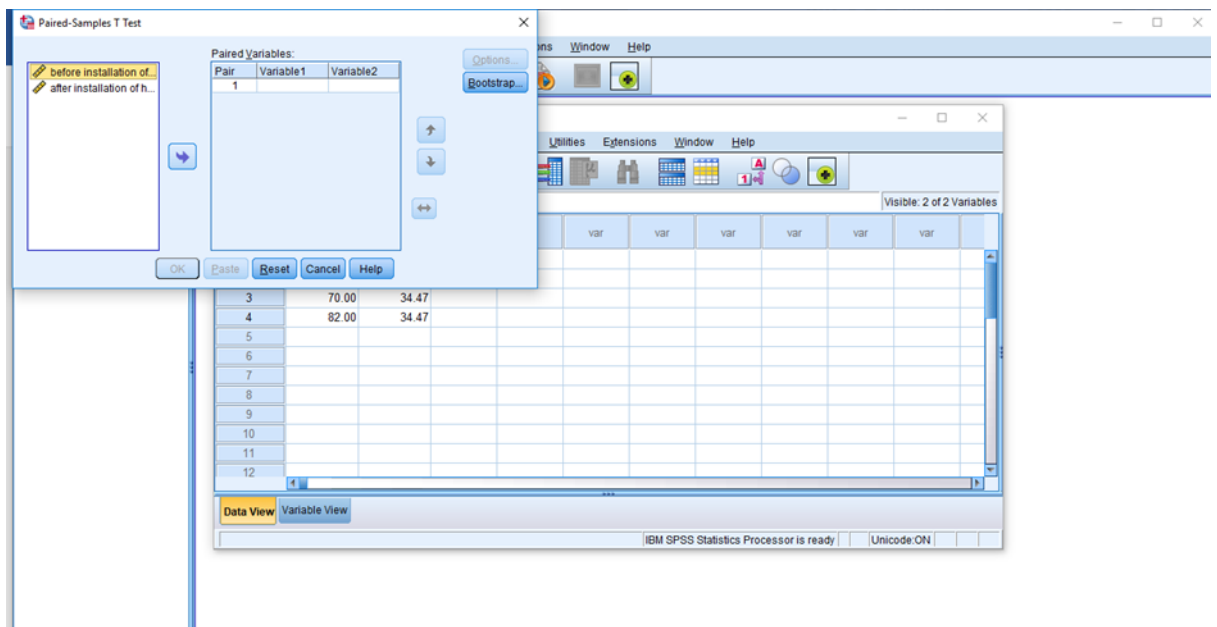 Paired-Samples T Test
Paired Variables:
Pair Variable1 Variable2
1
before installation of...
after installation of h...
Options...
Bootstrap...
OK Paste Reset Cancel Help
ons Window Help
Utilities Extensions Window Help
Visible: 2 of 2 Variables
var var var var var var
3 70.00 34.47
4 82.00 34.47
5
6
7
8
9
10
11
12
Data View Variable View
IBM SPSS Statistics Processor is ready Unicode:ON